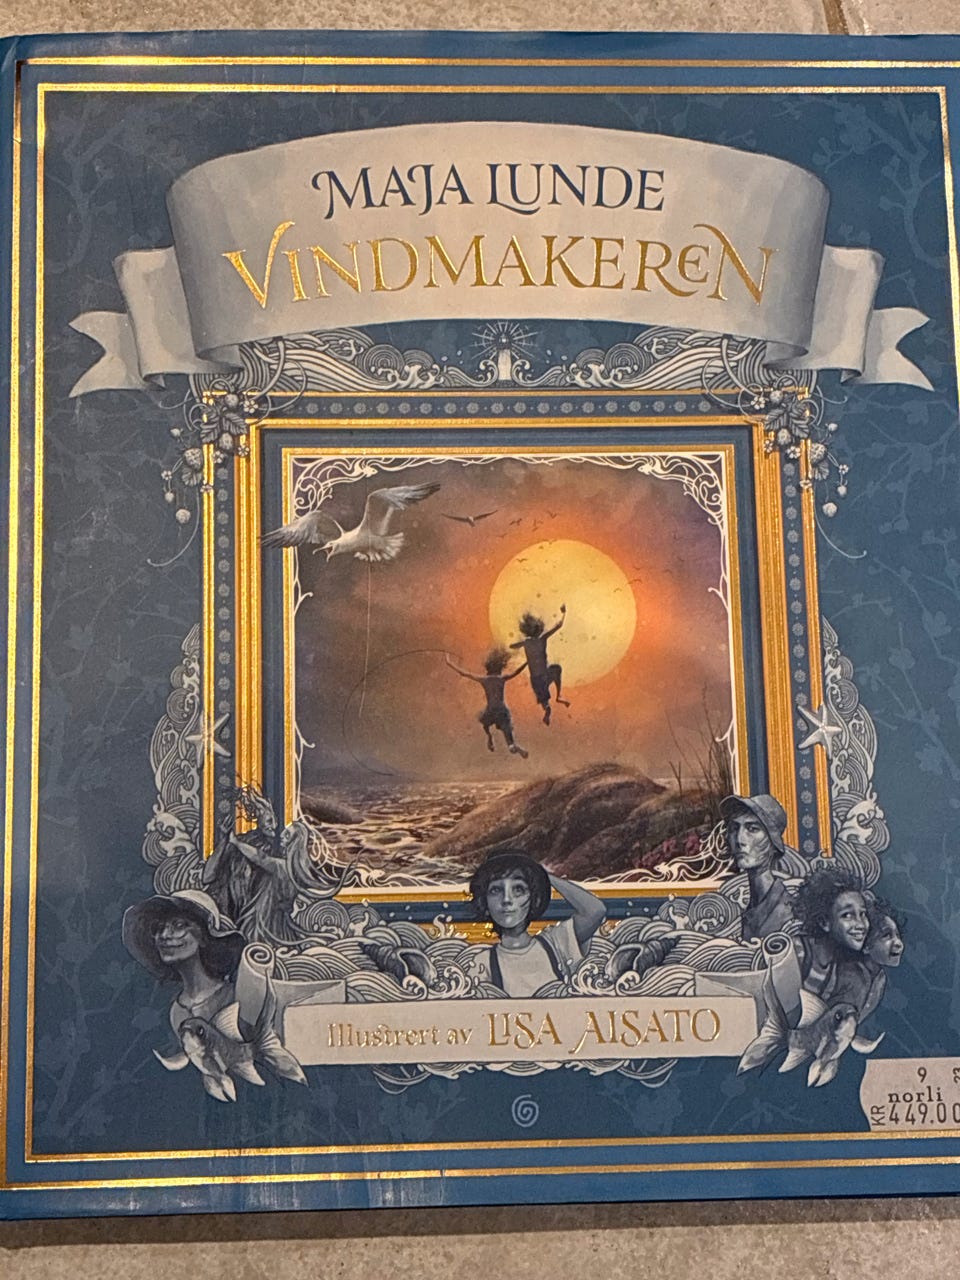 MAJA LUNDE
VINDMAKEREN
Illustrert av LISA AISATO
9
norli
KR 449.00